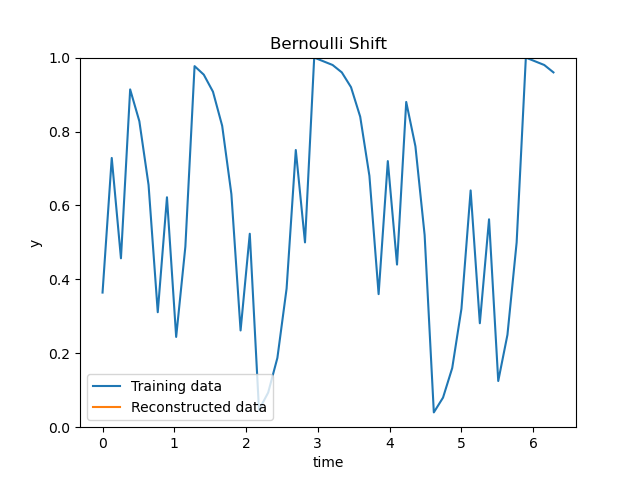 Bernoulli Shift
1.0
0.8
0.6
0.4
0.2
0.0
y
Training data
Reconstructed data
0 1 2 3 4 5 6
time